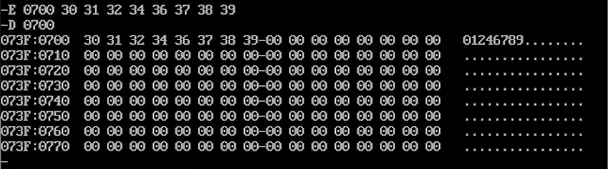 -E 0700 30 31 32 34 36 37 38 39
-D 0700
073F:0700  30 31 32 34 36 37 38 39-00 00 00 00 00 00 00 00   01246789........
073F:0710  00 00 00 00 00 00 00 00-00 00 00 00 00 00 00 00   ................
073F:0720  00 00 00 00 00 00 00 00-00 00 00 00 00 00 00 00   ................
073F:0730  00 00 00 00 00 00 00 00-00 00 00 00 00 00 00 00   ................
073F:0740  00 00 00 00 00 00 00 00-00 00 00 00 00 00 00 00   ................
073F:0750  00 00 00 00 00 00 00 00-00 00 00 00 00 00 00 00   ................
073F:0760  00 00 00 00 00 00 00 00-00 00 00 00 00 00 00 00   ................
073F:0770  00 00 00 00 00 00 00 00-00 00 00 00 00 00 00 00   ................
-